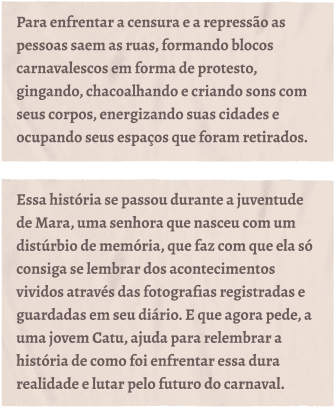 Para enfrentar a censura e a repressão as
pessoas saem as ruas, formando blocos
carnavalescos em forma de protesto,
gingando, chacoalhando e criando sons com
seus corpos, energizando suas cidades e
ocupando seus espaços que foram retirados.
Essa história se passou durante a juventude
de Mara, uma senhora que nasceu com um
distúrbio de memória, que faz com que ela só
consiga se lembrar dos acontecimentos
vividos através das fotografias registradas e
guardadas em seu diário. E que agora pede, a
uma jovem Catu, ajuda para relembrar a
história de como foi enfrentar essa dura
realidade e lutar pelo futuro do carnaval.